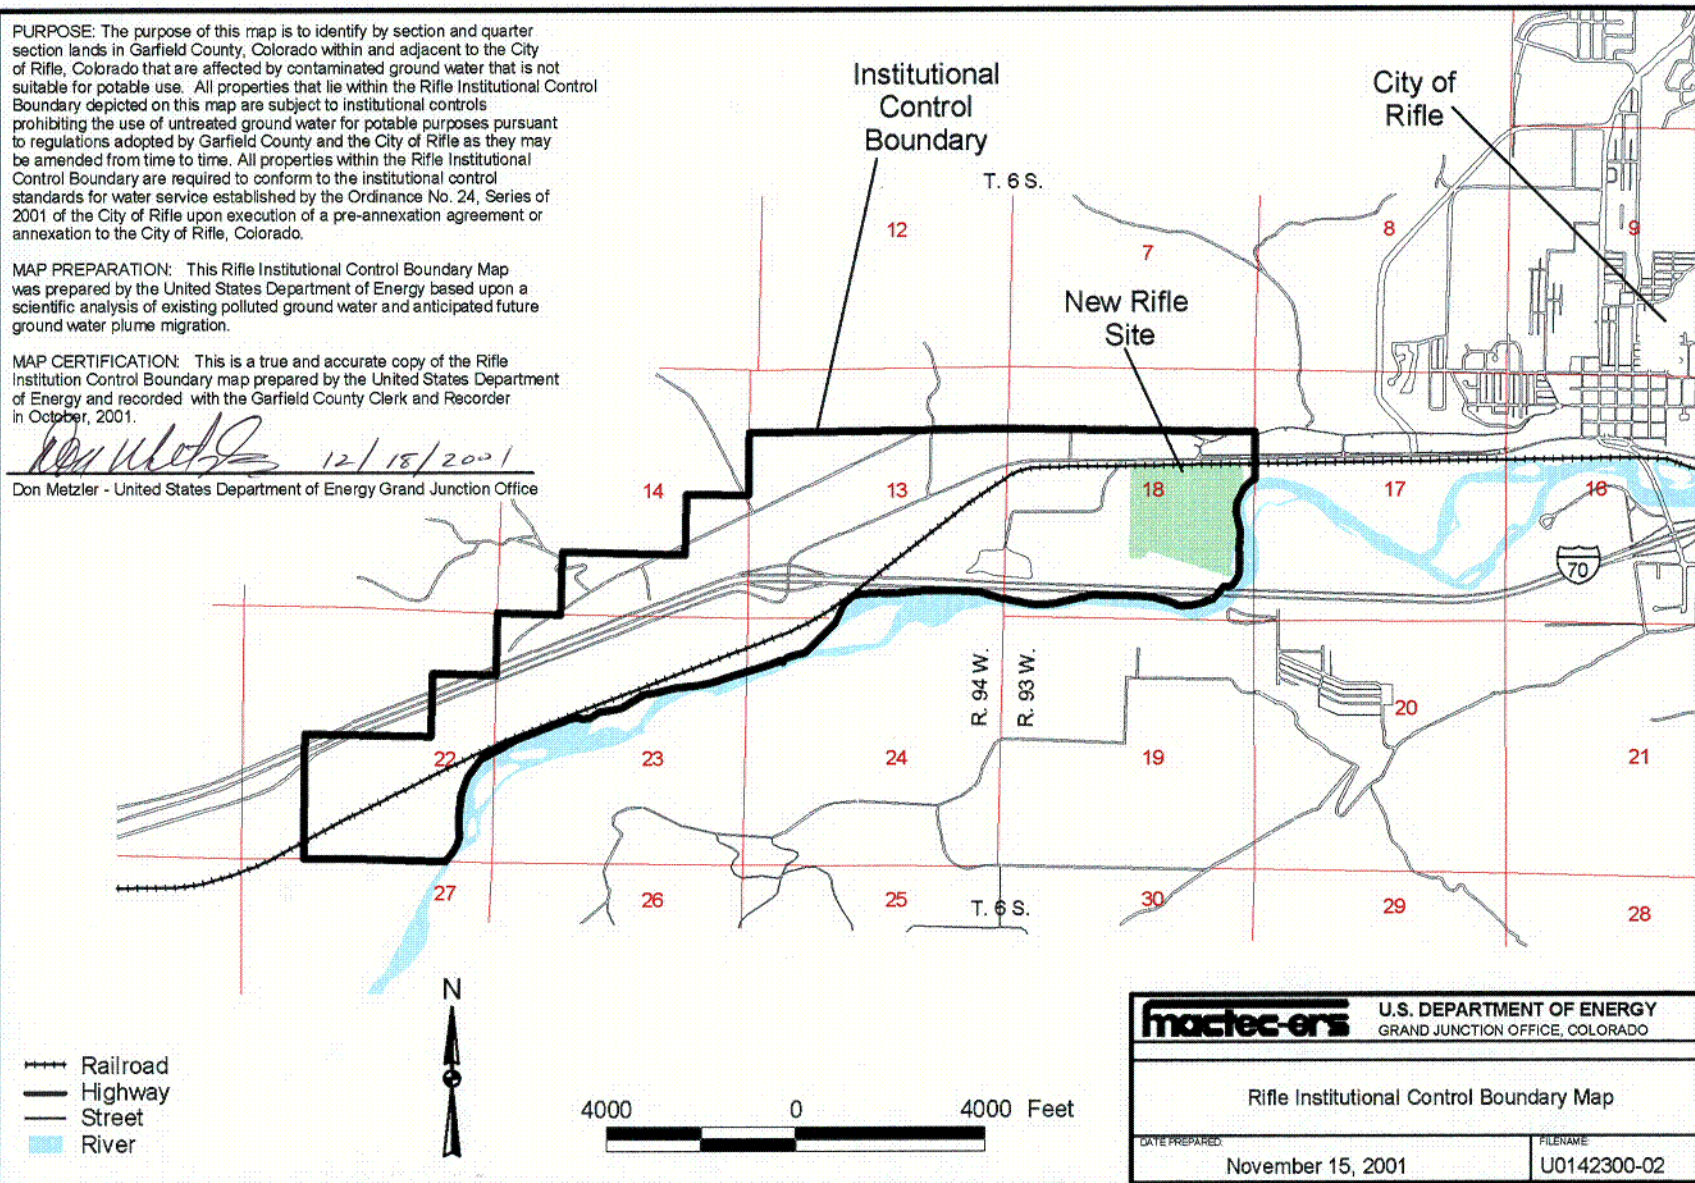 PURPOSE: The purpose of this map is to identify by section and quarter
section lands in Garfield County, Colorado within and adjacent to the City
of Rifle, Colorado that are affected by contaminated ground water that is not
suitable for potable use. All properties that lie within the Rifle Institutional Control
Boundary depicted on this map are subject to institutional controls
prohibiting the use of untreated ground water for potable purposes pursuant
to regulations adopted by Garfield County and the City of Rifle as they may
be amended from time to time. All properties within the Rifle Institutional
Control Boundary are required to conform to the institutional control
standards for water service established by the Ordinance No. 24, Series of
2001 of the City of Rifle upon execution of a pre-annexation agreement or
annexation to the City of Rifle, Colorado.
MAP PREPARATION: This Rifle Institutional Control Boundary Map
was prepared by the United States Department of Energy based upon a
scientific analysis of existing polluted ground water and anticipated future
ground water plume migration.
MAP CERTIFICATION: This is a true and accurate copy of the Rifle
Institution Control Boundary map prepared by the United States Department
of Energy and recorded with the Garfield County Clerk and Recorder
in October, 2001.
12/18/2001
Don Metzler - United States Department of Energy Grand Junction Office
Institutional
Control
Boundary
City of
Rifle
T. 6 S.
12
7
8
9
New Rifle
Site
14
13
18
17
16
70
R. 94 W.
R. 93 W.
22
23
24
19
20
21
27
26
25
T. 6 S.
30
29
28
N
Railroad
Highway
Street
River
4000
0
4000 Feet
mactec-ers
U.S. DEPARTMENT OF ENERGY
GRAND JUNCTION OFFICE, COLORADO
Rifle Institutional Control Boundary Map
DATE PREPARED:
November 15, 2001
FILENAME:
U0142300-02